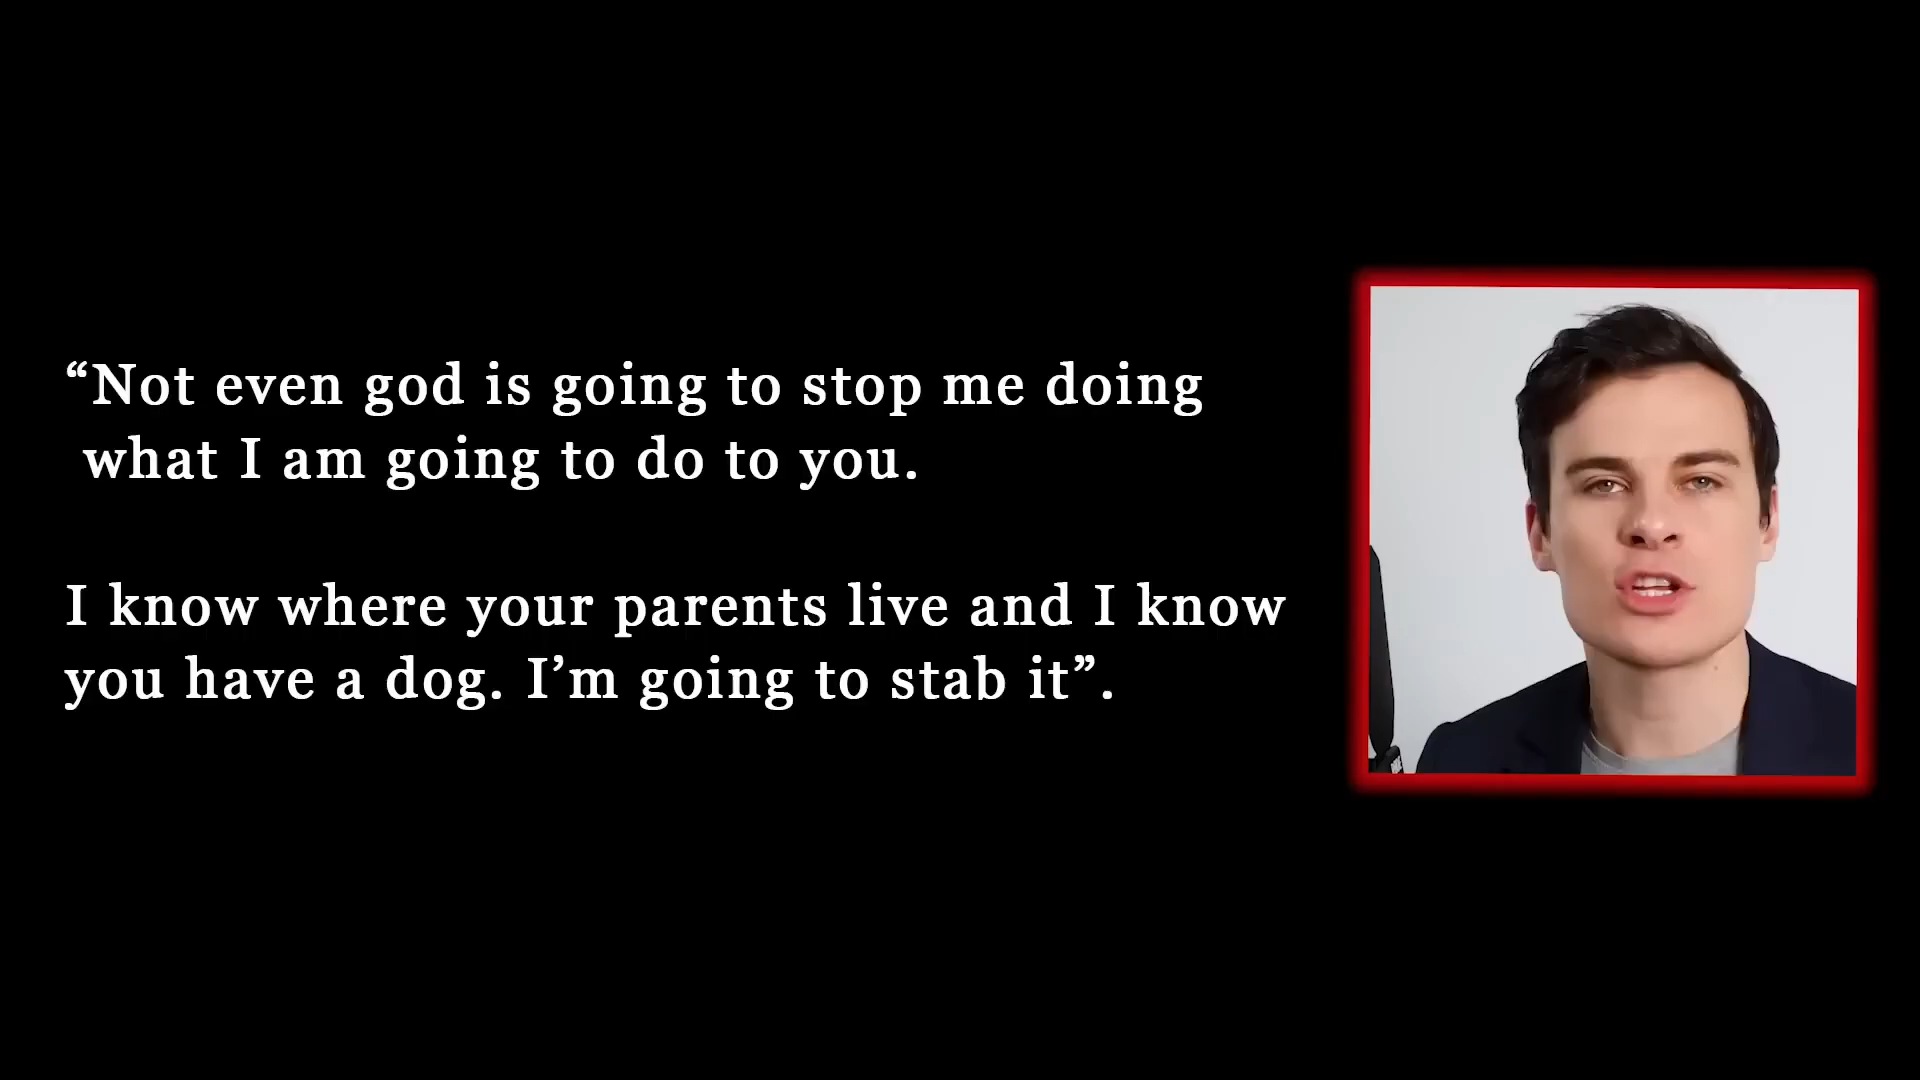 “Not even god is going to stop me doing
what I am going to do to you.
I know where your parents live and I know
you have a dog. I’m going to stab it”.